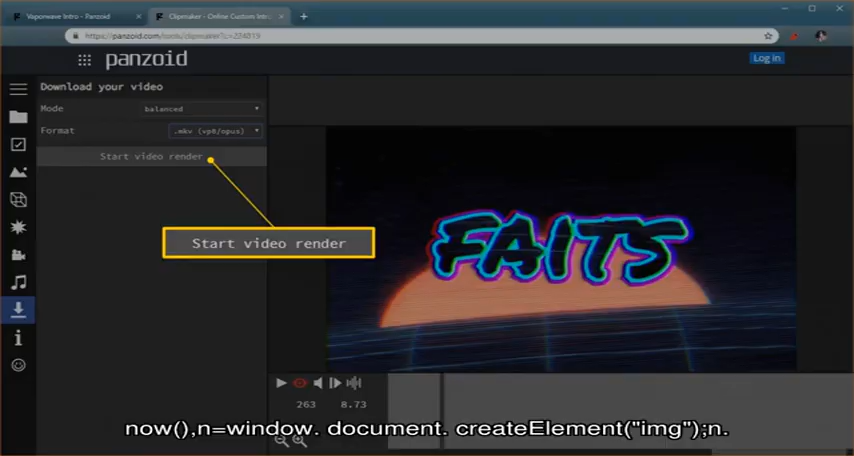 Vaporwave Intro - Panzoid
Clipmaker - Online Custom Intro
https://panzoid.com/tools/clipmaker?c=224019
panzoid
Log in
Download your video
Mode
balanced
Format
.mkv (vp8/opus)
Start video render
Start video render
FAITS
263
8.73
now(),n=window. document. createElement("img");n.